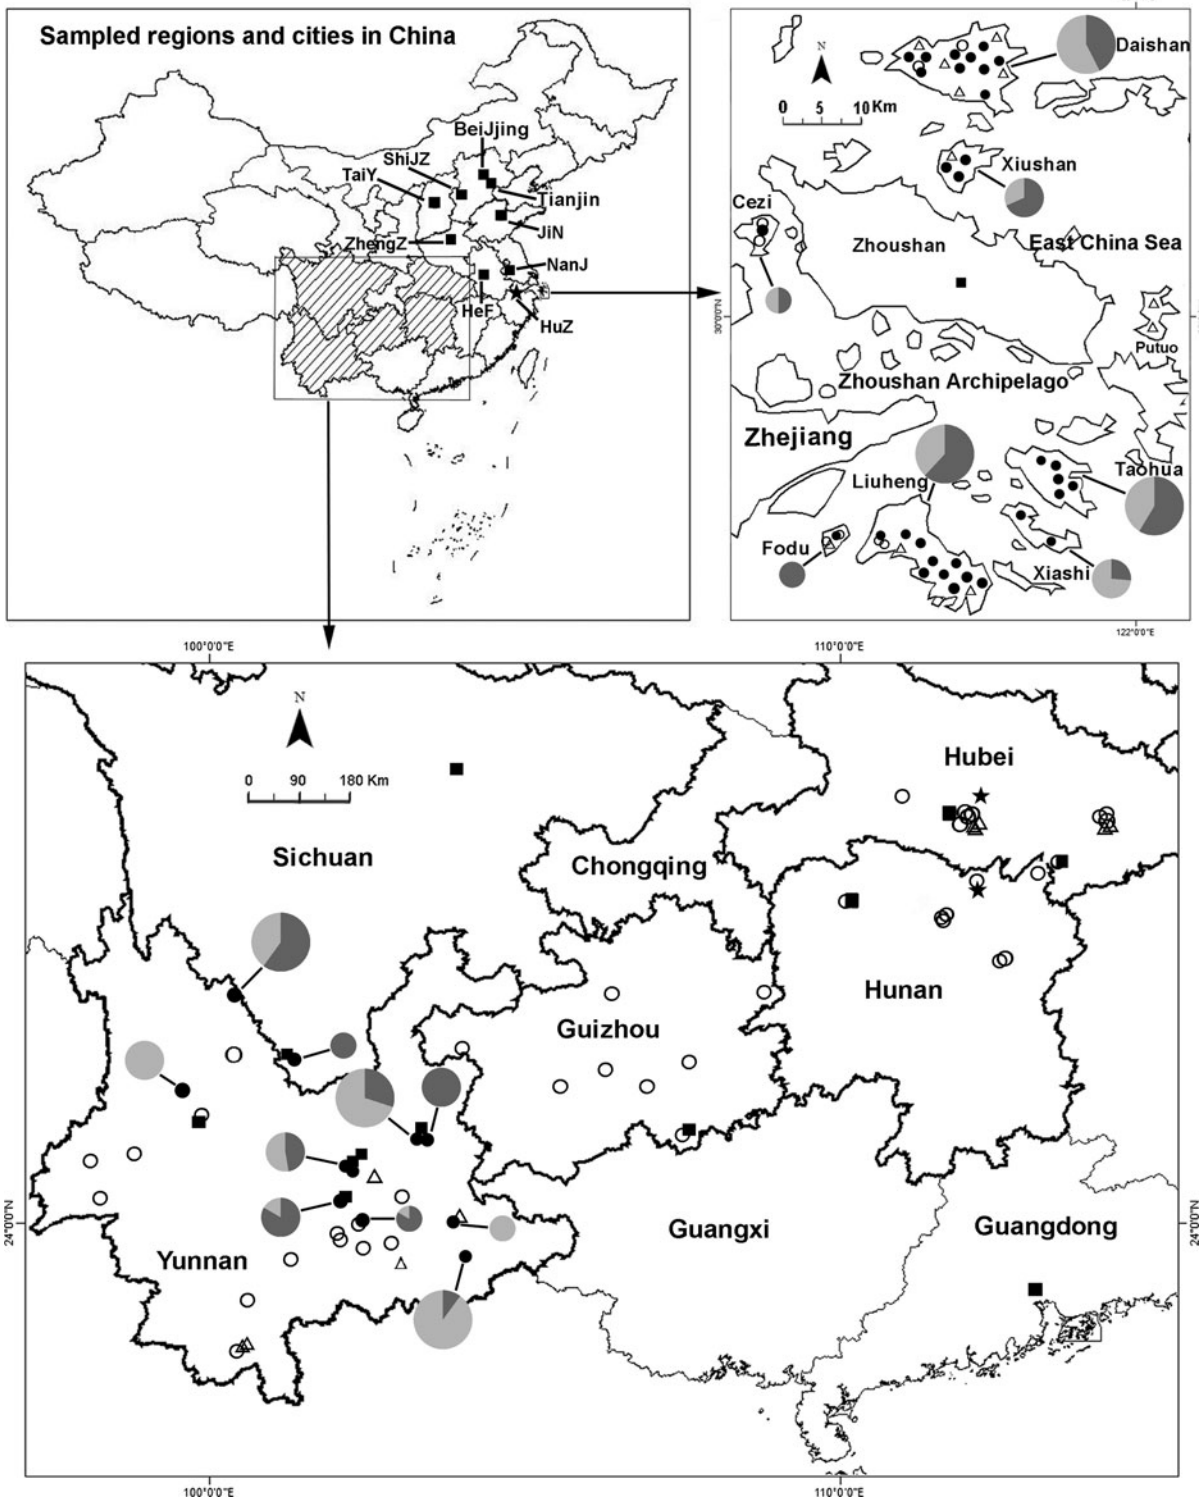 Sampled regions and cities in China
BeiJjing
ShiJZ
TaiY
Tianjin
JiN
ZhengZ
NanJ
HeF
HuZ
N
0 5 10 Km
Daishan
Xiushan
Cezi
Zhoushan
East China Sea
30°0'0"N
Putuo
Zhoushan Archipelago
Zhejiang
Liuheng
Taohua
Fodu
Xiashi
122°0'0"E
100°0'0"E
110°0'0"E
N
0 90 180 Km
Hubei
Sichuan
Chongqing
Hunan
Guizhou
24°0'0"N
24°0'0"N
Guangxi
Guangdong
Yunnan
100°0'0"E
110°0'0"E